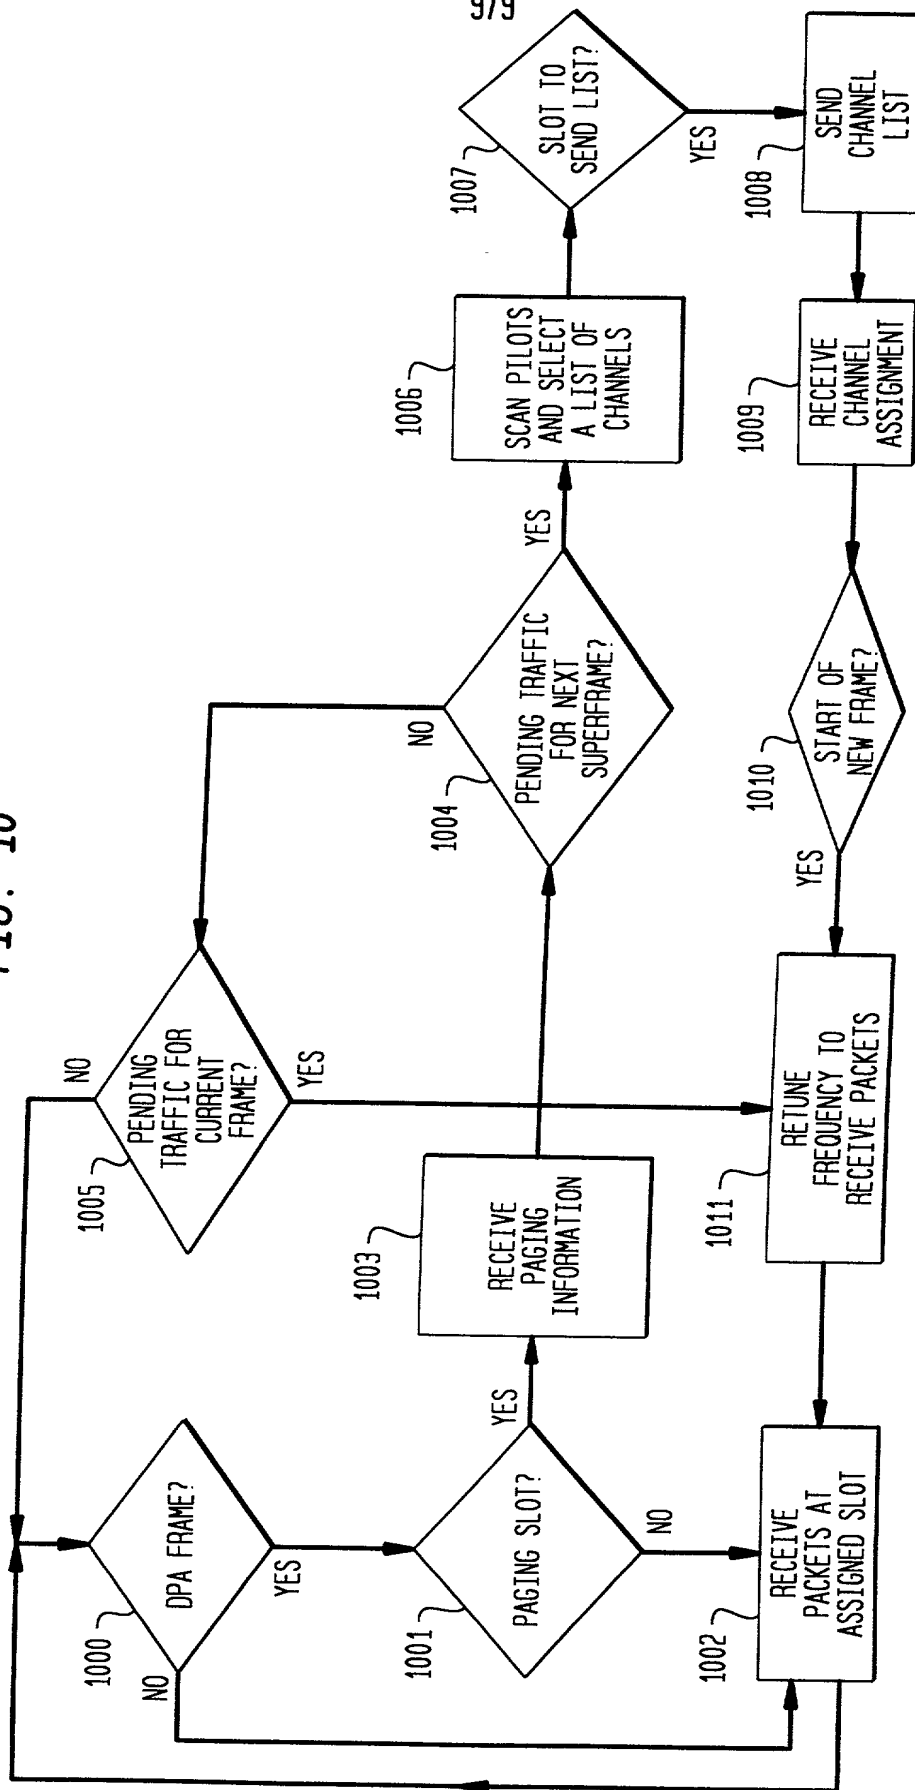 9/9
FIG. 10
1000
DPA FRAME?
NO
YES
1001
PAGING SLOT?
YES
NO
1002
RECEIVE
PACKETS AT
ASSIGNED SLOT
1003
RECEIVE
PAGING
INFORMATION
1004
PENDING TRAFFIC
FOR NEXT
SUPERFRAME?
NO
YES
1005
PENDING
TRAFFIC FOR
CURRENT
FRAME?
NO
YES
1006
SCAN PILOTS
AND SELECT
A LIST OF
CHANNELS
1007
SLOT TO
SEND LIST?
YES
1008
SEND
CHANNEL
LIST
1009
RECEIVE
CHANNEL
ASSIGNMENT
1010
START OF
NEW FRAME?
YES
1011
RETUNE
FREQUENCY TO
RECEIVE PACKETS